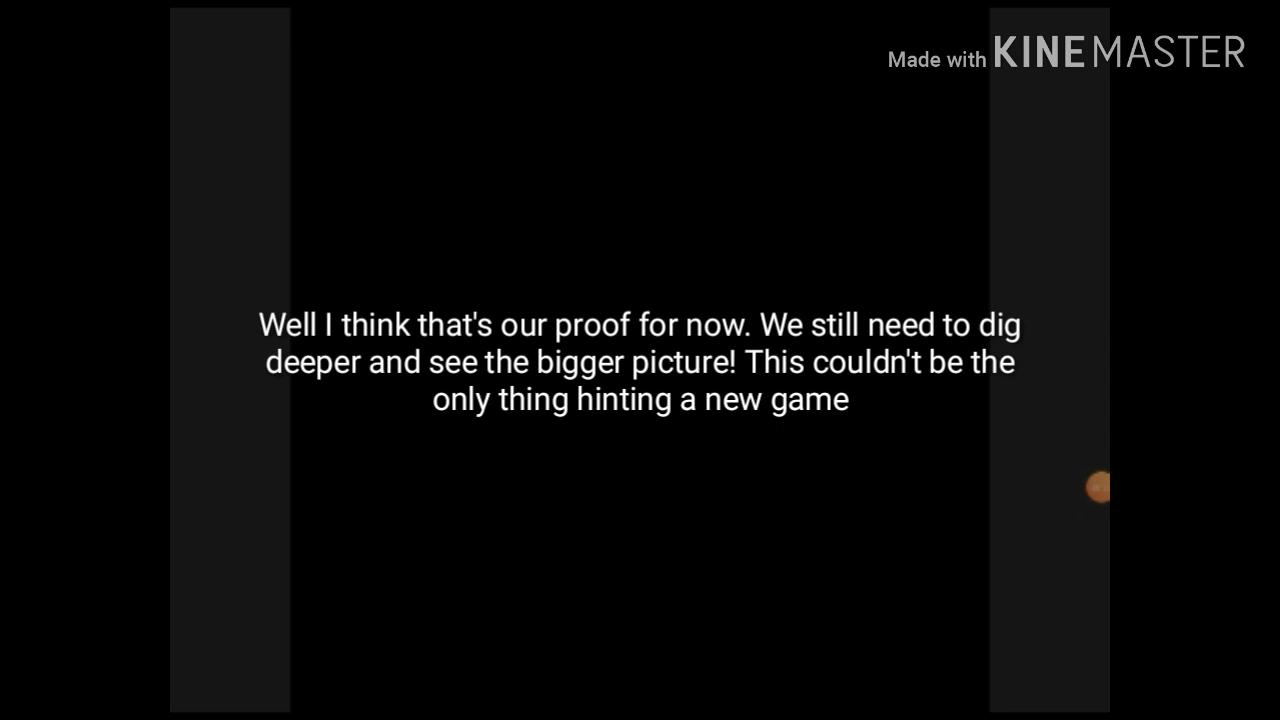 Made with KINEMASTER
Well I think that's our proof for now. We still need to dig
deeper and see the bigger picture! This couldn't be the
only thing hinting a new game